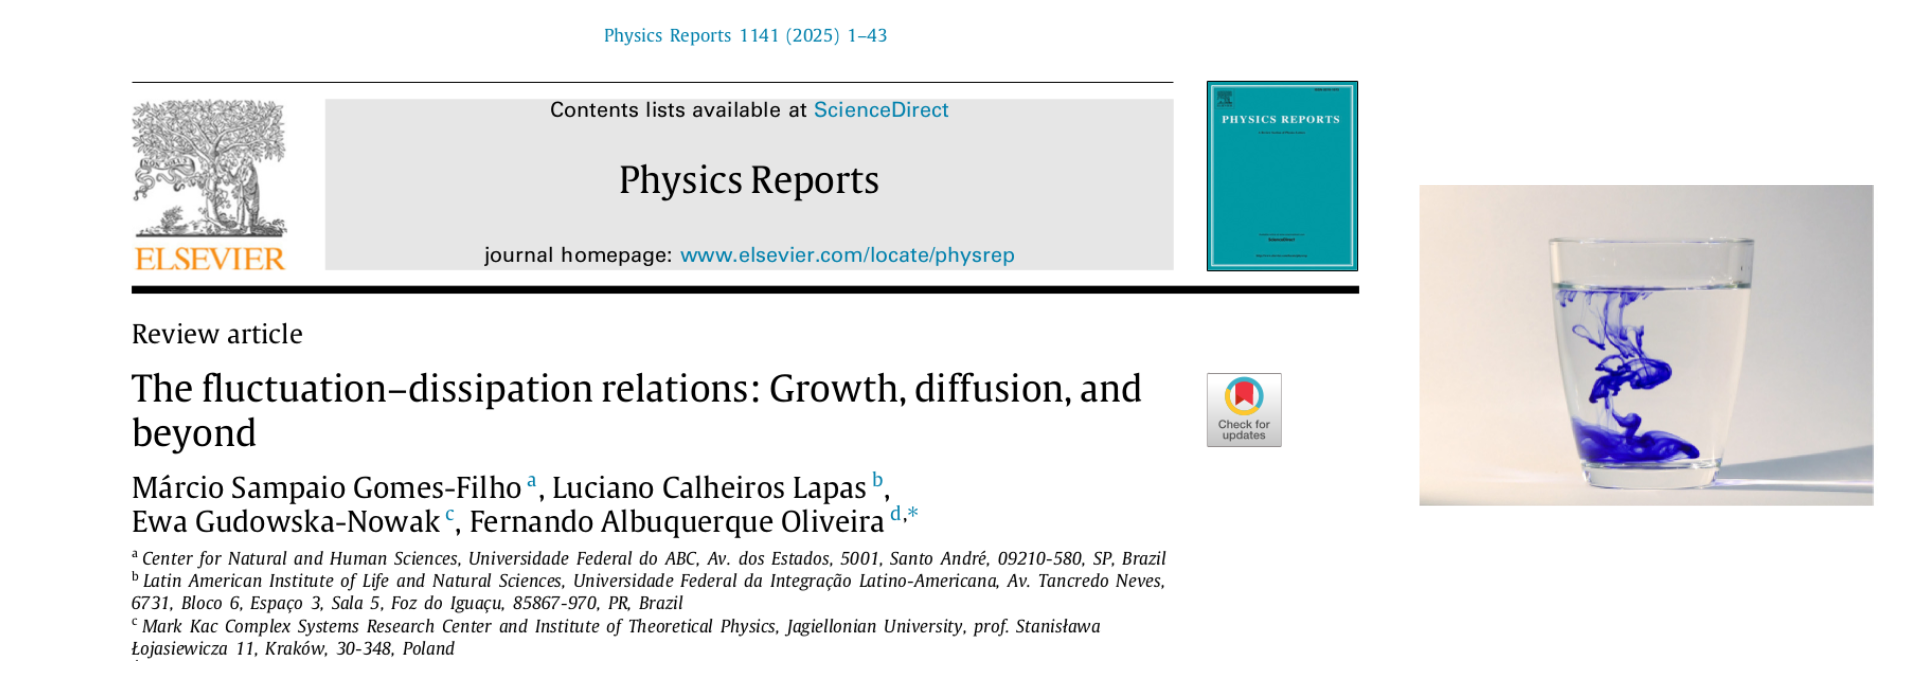 Physics Reports 1141 (2025) 1–43
Contents lists available at ScienceDirect
Physics Reports
journal homepage: www.elsevier.com/locate/physrep
ELSEVIER
PHYSICS REPORTS
Review article
The fluctuation–dissipation relations: Growth, diffusion, and
beyond
Check for
updates
Márcio Sampaio Gomes-Filho a, Luciano Calheiros Lapas b,
Ewa Gudowska-Nowak c, Fernando Albuquerque Oliveira d,*
a Center for Natural and Human Sciences, Universidade Federal do ABC, Av. dos Estados, 5001, Santo André, 09210-580, SP, Brazil
b Latin American Institute of Life and Natural Sciences, Universidade Federal da Integração Latino-Americana, Av. Tancredo Neves,
6731, Bloco 6, Espaço 3, Sala 5, Foz do Iguaçu, 85867-970, PR, Brazil
c Mark Kac Complex Systems Research Center and Institute of Theoretical Physics, Jagiellonian University, prof. Stanisława
Łojasiewicza 11, Kraków, 30-348, Poland